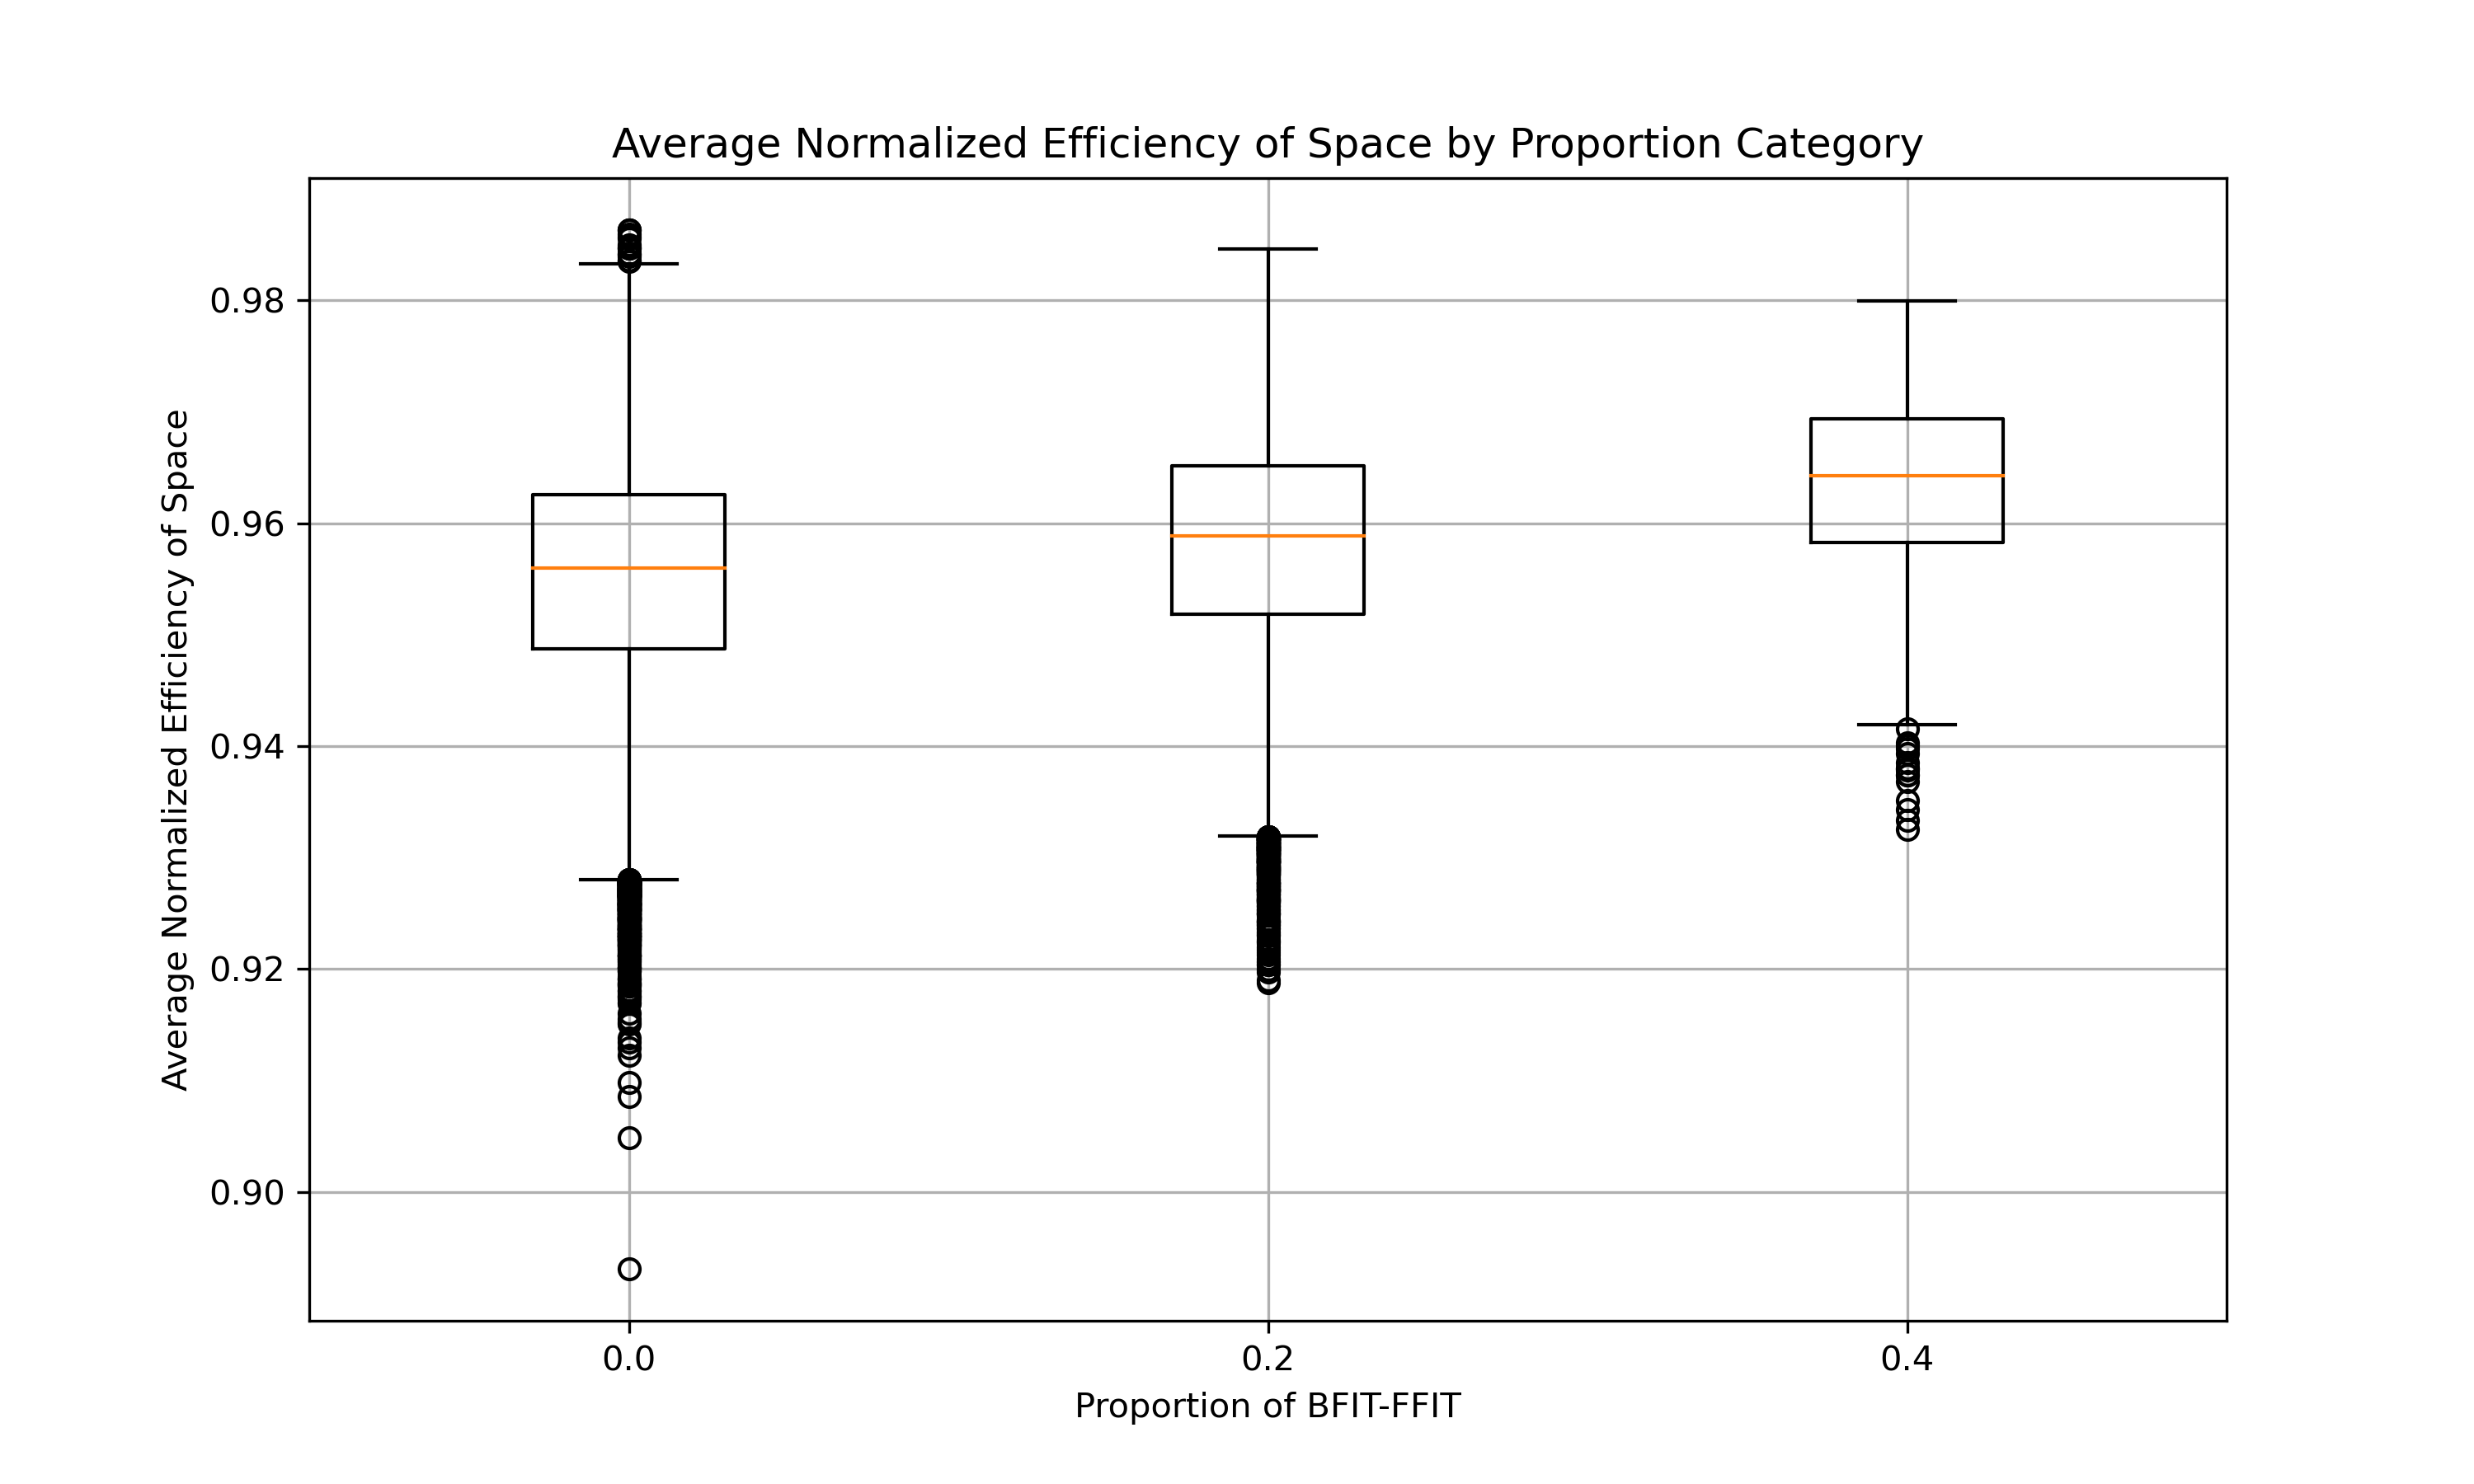 Average Normalized Efficiency of Space by Proportion Category
Average Normalized Efficiency of Space
0.98
0.96
0.94
0.92
0.90
0.0
0.2
0.4
Proportion of BFIT-FFIT